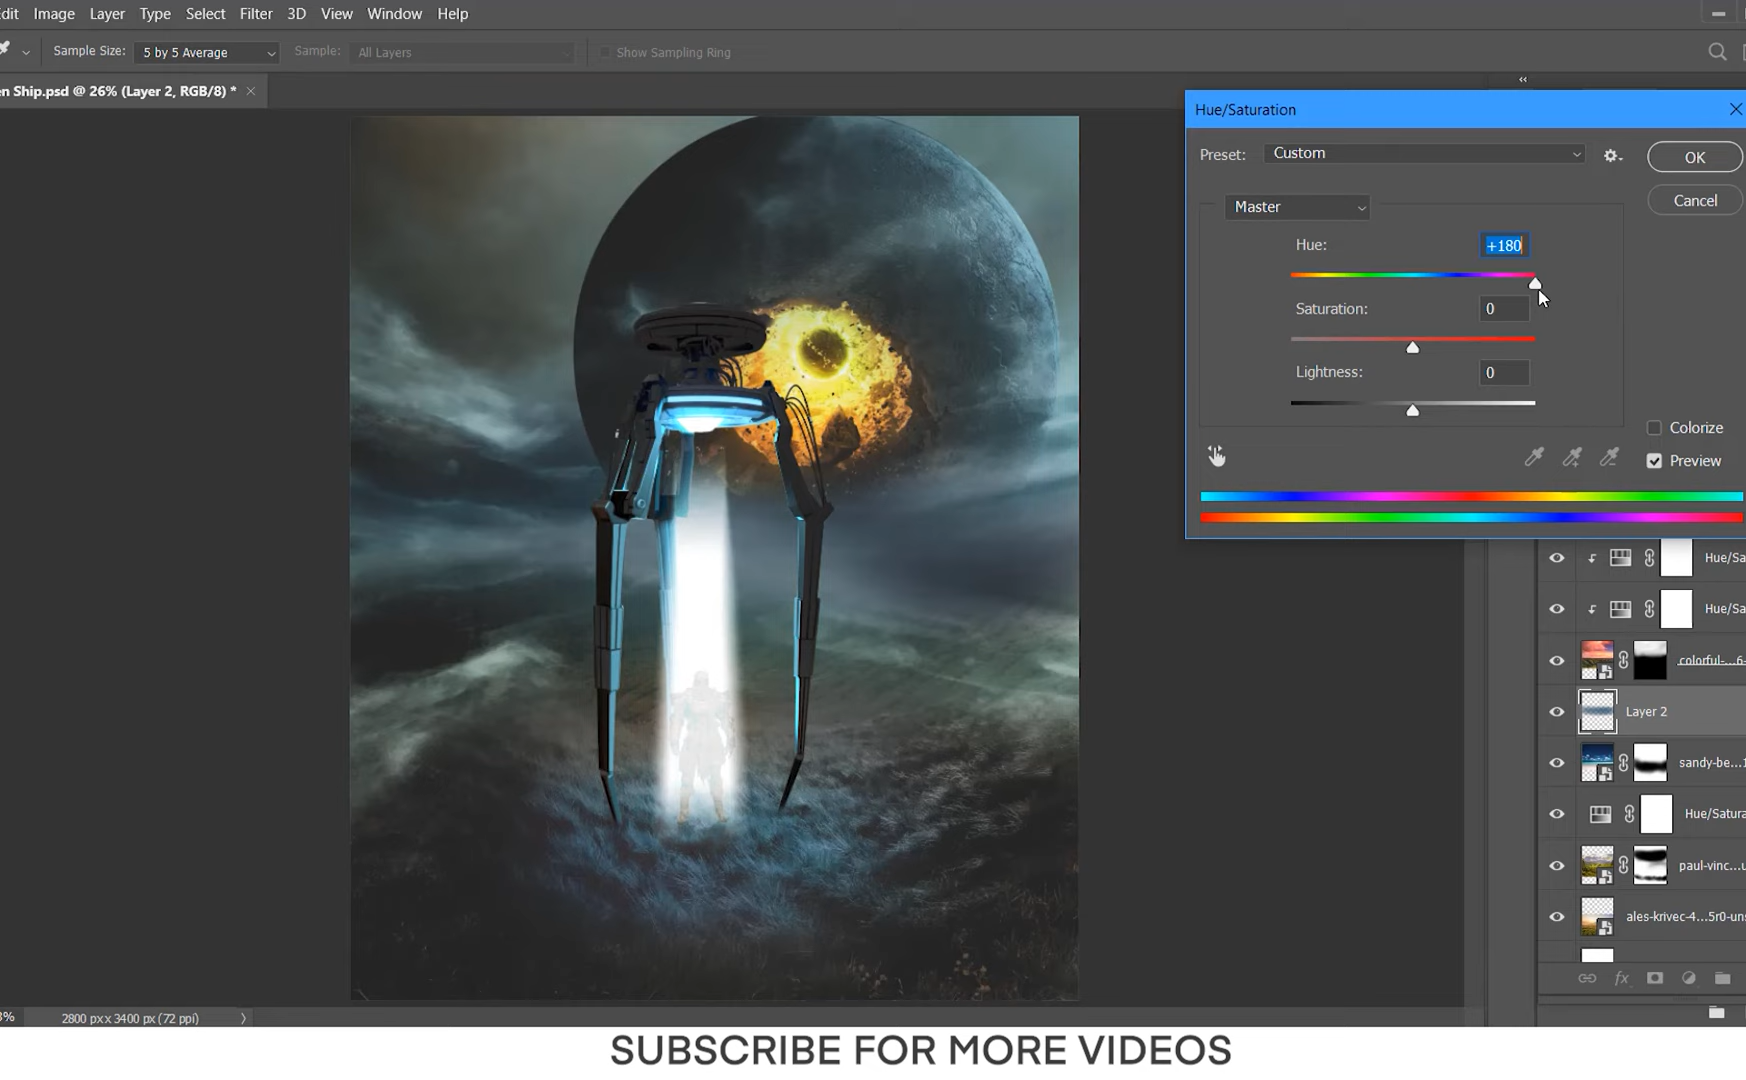 dit Image Layer Type Select Filter 3D View Window Help
Sample Size: 5 by 5 Average Sample: All Layers Show Sampling Ring
n Ship.psd @ 26% (Layer 2, RGB/8) *
Hue/Saturation
Preset: Custom OK
Master Cancel
Hue: +180
Saturation: 0
Lightness: 0
Colorize
Preview
Hue/Sa
Hue/Sa
colorful-...6-
Layer 2
sandy-be...1
Hue/Satura
paul-vinc...u
ales-krivec-4...5r0-uns
% 2800 px x 3400 px (72 ppi)
SUBSCRIBE FOR MORE VIDEOS